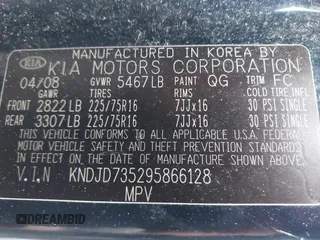 MANUFACTURED IN KOREA BY
KIA KIA MOTORS CORPORATION
04/08 GVWR 5467LB PAINT QG TRIM FC
GAWR TIRES RIMS COLD TIRE INF.
FRONT 2822LB 225/75R16 7JJx16 30 PSI SINGLE
REAR 3307LB 225/75R16 7JJx16 30 PSI SINGLE
THIS VEHICLE CONFORMS TO ALL APPLICABLE U.S.A. FEDERAL
MOTOR VEHICLE SAFETY AND THEFT PREVENTION STANDARDS
IN EFFECT ON THE DATE OF MANUFACTURE SHOWN ABOVE.
V.I.N KNDJD735295866128
MPV
DREAMBID